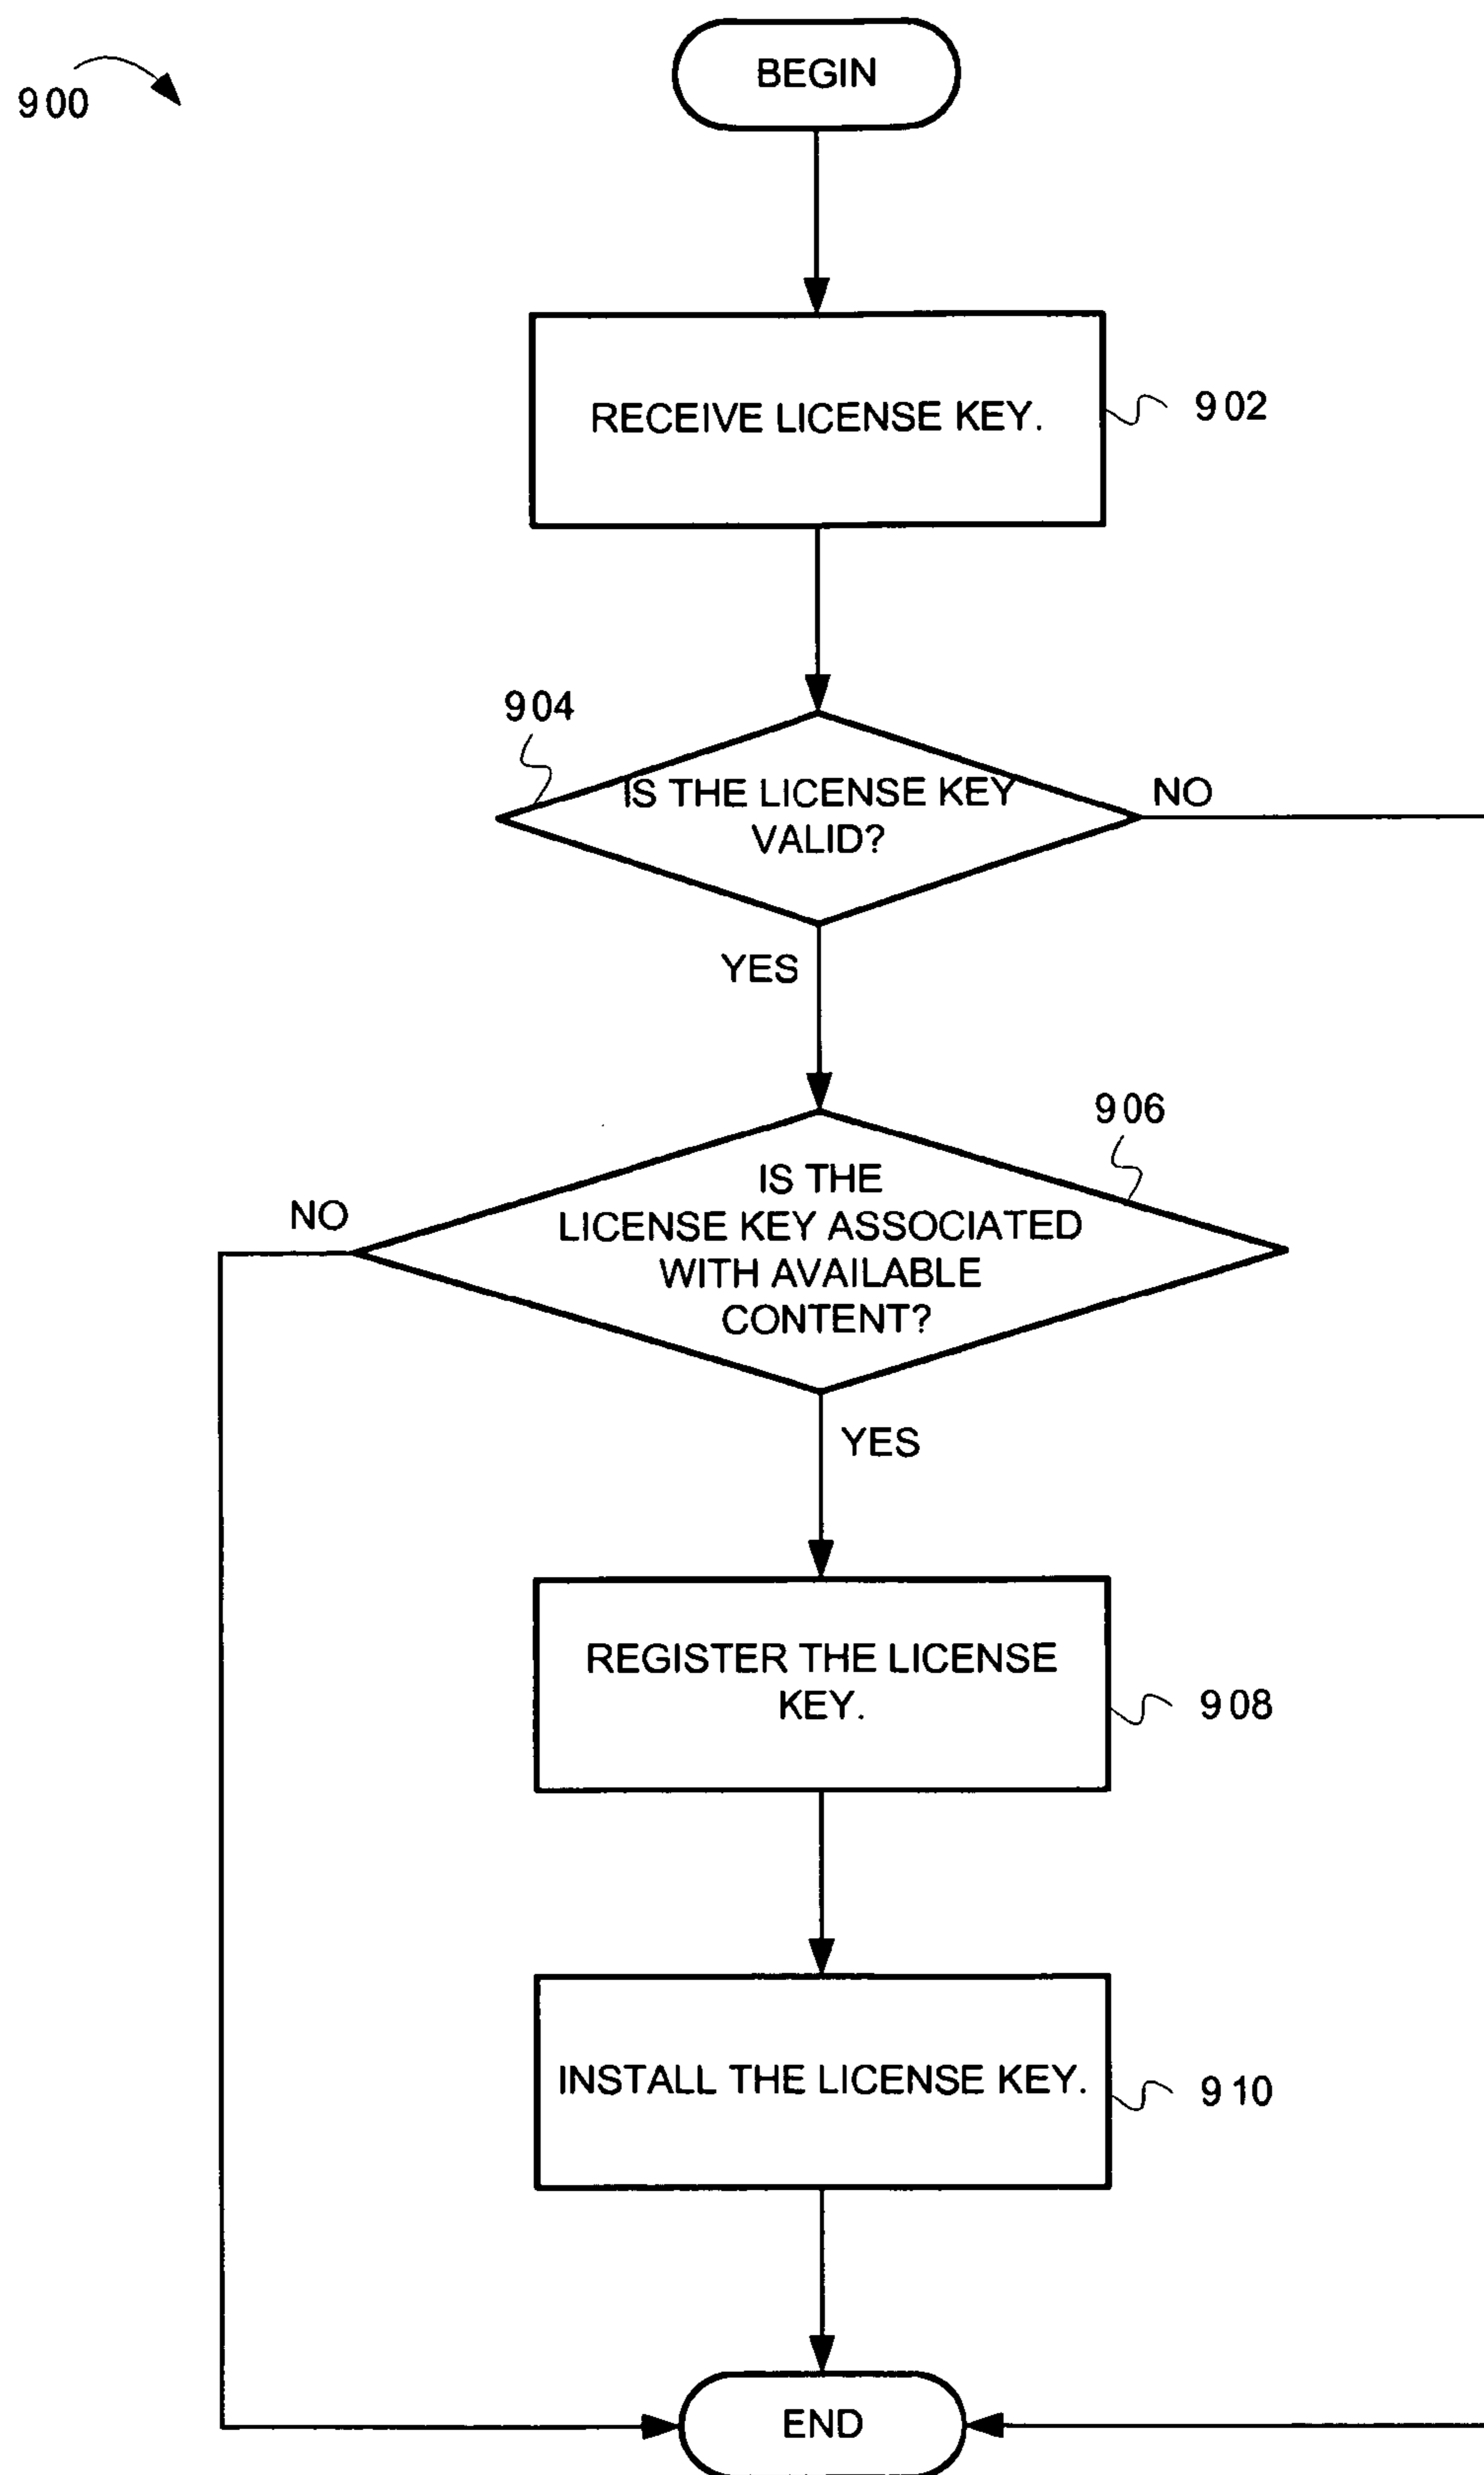 BEGIN
900
RECEIVE LICENSE KEY.
902
904
IS THE LICENSE KEY
VALID?
NO
YES
906
IS THE
LICENSE KEY ASSOCIATED
WITH AVAILABLE
CONTENT?
NO
YES
REGISTER THE LICENSE
KEY.
908
INSTALL THE LICENSE KEY.
910
END